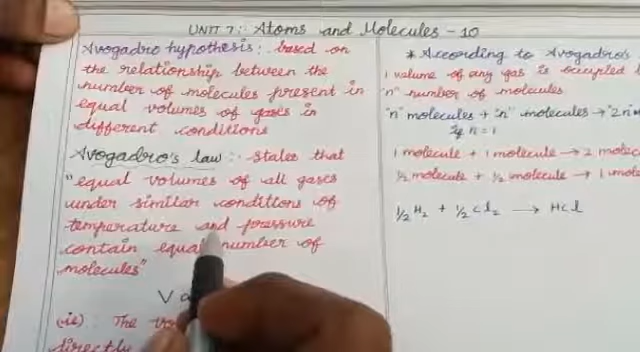 UNIT 7:- Atoms and Molecules - 10
Avogadro hypothesis: based on
the relationship between the
number of molecules present in
equal volumes of gases in
different conditions
Avogadro's law:- states that
"equal volumes of all gases
under similar conditions of
temperature and pressure
contain equal number of
molecules"
V
(ie) The
directly
* According to Avogadro's
1 volume of any gas is occupied
"n" number of molecules
"n" molecules + "n" molecules →
If n = 1
1 molecule + 1 molecule → 2
½ molecule + ½ molecule → 1
½ H₂ + ½ Cl₂ → HCl